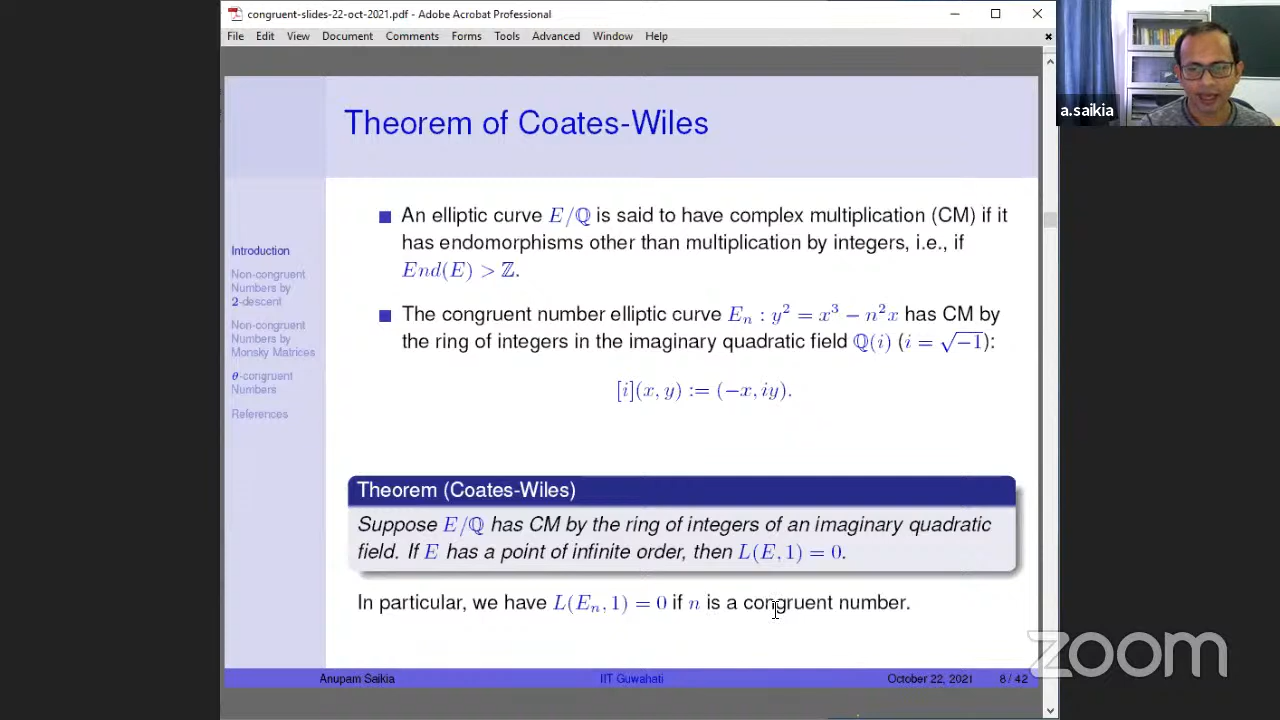 congruent-slides-22-oct-2021.pdf - Adobe Acrobat Professional
File Edit View Document Comments Forms Tools Advanced Window Help
a.saikia
Theorem of Coates-Wiles
Introduction
Non-congruent
Numbers by
2-descent
Non-congruent
Numbers by
Monsky Matrices
θ-congruent
Numbers
References
An elliptic curve E/ℚ is said to have complex multiplication (CM) if it
has endomorphisms other than multiplication by integers, i.e., if
End(E) > ℤ.
The congruent number elliptic curve Eₙ : y² = x³ − n²x has CM by
the ring of integers in the imaginary quadratic field ℚ(i) (i = √−1):
[i](x, y) := (−x, iy).
Theorem (Coates-Wiles)
Suppose E/ℚ has CM by the ring of integers of an imaginary quadratic
field. If E has a point of infinite order, then L(E, 1) = 0.
In particular, we have L(Eₙ, 1) = 0 if n is a congruent number.
Anupam Saikia IIT Guwahati October 22, 2021 8 / 42
zoom